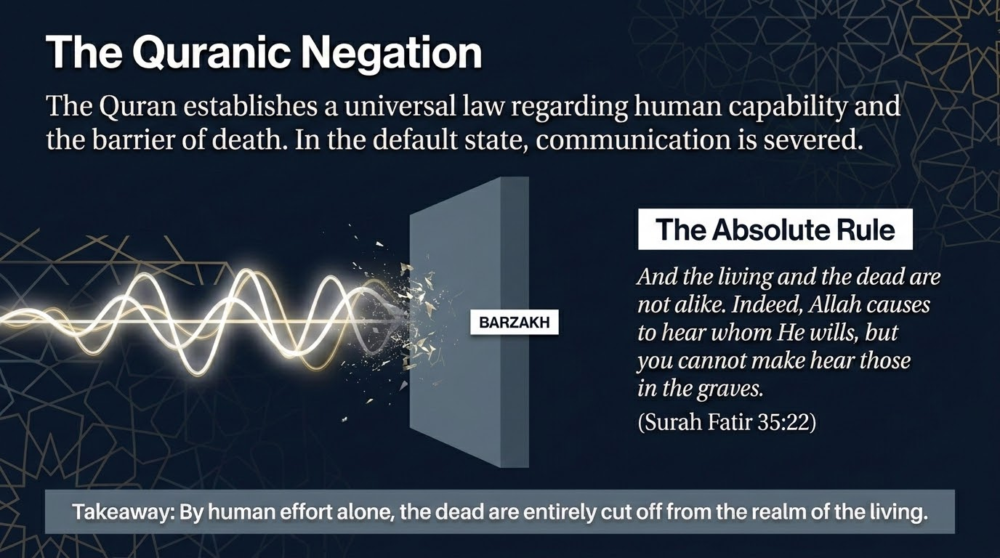 The Quranic Negation
The Quran establishes a universal law regarding human capability and
the barrier of death. In the default state, communication is severed.
BARZAKH
The Absolute Rule
And the living and the dead are
not alike. Indeed, Allah causes
to hear whom He wills, but
you cannot make hear those
in the graves.
(Surah Fatir 35:22)
Takeaway: By human effort alone, the dead are entirely cut off from the realm of the living.